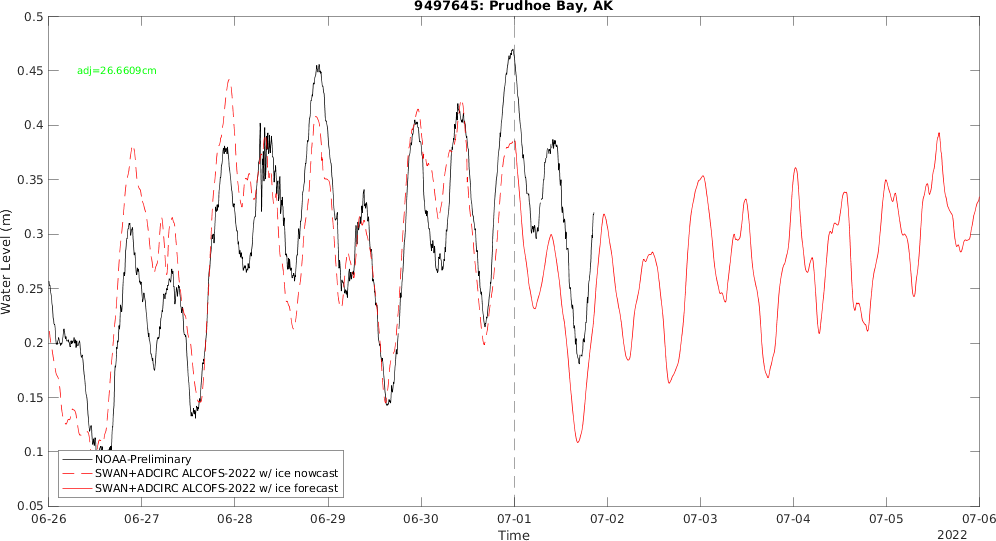 9497645: Prudhoe Bay, AK
0.5
0.45
0.4
0.35
0.3
0.25
0.2
0.15
0.1
0.05
Water Level (m)
adj=26.6609cm
NOAA-Preliminary
SWAN+ADCIRC ALCOFS-2022 w/ ice nowcast
SWAN+ADCIRC ALCOFS-2022 w/ ice forecast
06-26 06-27 06-28 06-29 06-30 07-01 07-02 07-03 07-04 07-05 07-06
Time
2022